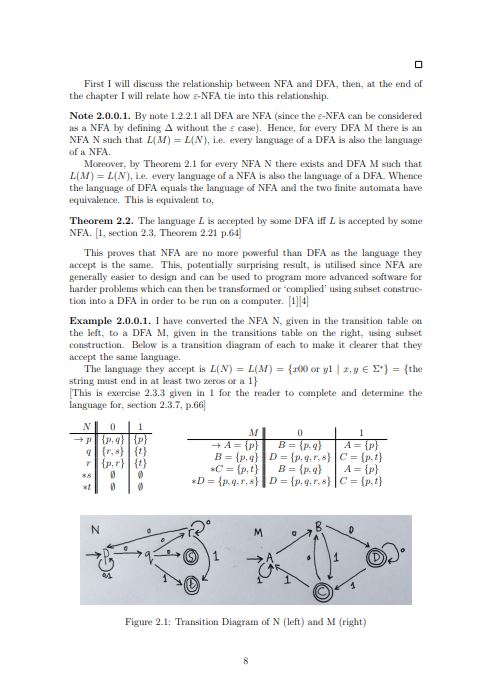 First I will discuss the relationship between NFA and DFA, then, at the end of
the chapter I will relate how ε-NFA tie into this relationship.
Note 2.0.0.1. By note 1.2.2.1 all DFA are NFA (since the ε-NFA can be considered
as a NFA by defining Δ without the ε case). Hence, for every DFA M there is an
NFA N such that L(M) = L(N), i.e. every language of a DFA is also the language
of a NFA.
Moreover, by Theorem 2.1 for every NFA N there exists and DFA M such that
L(M) = L(N), i.e. every language of a NFA is also the language of a DFA. Whence
the language of DFA equals the language of NFA and the two finite automata have
equivalence. This is equivalent to,
Theorem 2.2. The language L is accepted by some DFA iff L is accepted by some
NFA. [1, section 2.3, Theorem 2.21 p.64]
This proves that NFA are no more powerful than DFA as the language they
accept is the same. This, potentially surprising result, is utilised since NFA are
generally easier to design and can be used to program more advanced software for
harder problems which can then be transformed or ‘complied’ using subset construc-
tion into a DFA in order to be run on a computer. [1][4]
Example 2.0.0.1. I have converted the NFA N, given in the transition table on
the left, to a DFA M, given in the transitions table on the right, using subset
construction. Below is a transition diagram of each to make it clearer that they
accept the same language.
The language they accept is L(N) = L(M) = {x00 or y1 | x, y ∈ Σ*} = {the
string must end in at least two zeros or a 1}
[This is exercise 2.3.3 given in 1 for the reader to complete and determine the
language for, section 2.3.7, p.66]
N 0 1
→ p {p, q} {p}
q {r, s} {t}
r {p, r} {t}
*s ∅ ∅
*t ∅ ∅
M 0 1
→ A = {p} B = {p, q} A = {p}
B = {p, q} D = {p, q, r, s} C = {p, t}
*C = {p, t} B = {p, q} A = {p}
*D = {p, q, r, s} D = {p, q, r, s} C = {p, t}
N p q r s t 0 0 0 0 0 0,1 1 1
M A B C D 0 0 0 0 1 1 1 1
Figure 2.1: Transition Diagram of N (left) and M (right)
8